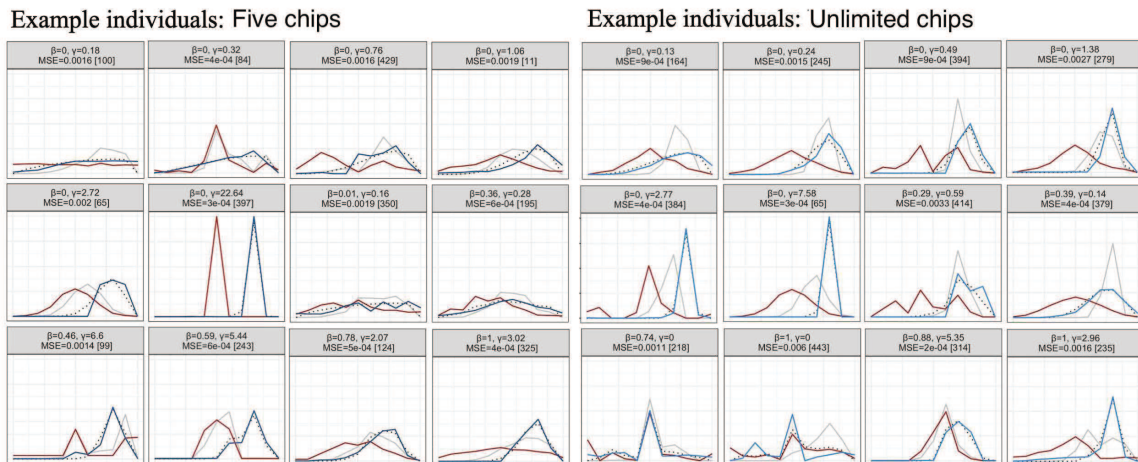 Example individuals: Five chips
Example individuals: Unlimited chips
β=0, γ=0.18
MSE=0.0016 [100]
β=0, γ=0.32
MSE=4e-04 [84]
β=0, γ=0.76
MSE=0.0016 [429]
β=0, γ=1.06
MSE=0.0019 [11]
β=0, γ=0.13
MSE=9e-04 [164]
β=0, γ=0.24
MSE=0.0015 [245]
β=0, γ=0.49
MSE=9e-04 [394]
β=0, γ=1.38
MSE=0.0027 [279]
β=0, γ=2.72
MSE=0.002 [65]
β=0, γ=22.64
MSE=3e-04 [397]
β=0.01, γ=0.16
MSE=0.0019 [350]
β=0.36, γ=0.28
MSE=6e-04 [195]
β=0, γ=2.77
MSE=4e-04 [384]
β=0, γ=7.58
MSE=3e-04 [65]
β=0.29, γ=0.59
MSE=0.0033 [414]
β=0.39, γ=0.14
MSE=4e-04 [379]
β=0.46, γ=6.6
MSE=0.0014 [99]
β=0.59, γ=5.44
MSE=6e-04 [243]
β=0.78, γ=2.07
MSE=5e-04 [124]
β=1, γ=3.02
MSE=4e-04 [325]
β=0.74, γ=0
MSE=0.0011 [218]
β=1, γ=0
MSE=0.006 [443]
β=0.88, γ=5.35
MSE=2e-04 [314]
β=1, γ=2.96
MSE=0.0016 [235]